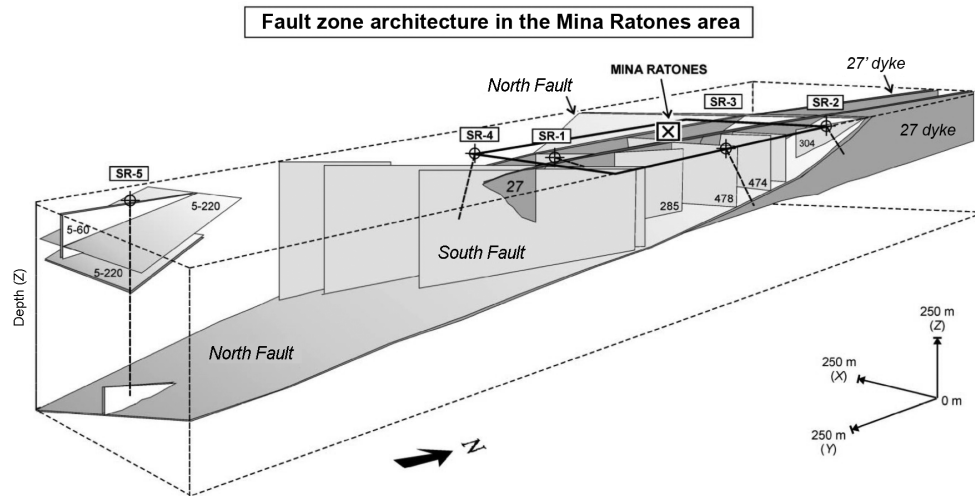 Fault zone architecture in the Mina Ratones area
27' dyke
North Fault
MINA RATONES
SR-3
SR-2
SR-4
SR-1
27 dyke
304
SR-5
27
474
478
285
5-220
5-60
5-220
South Fault
Depth (Z)
North Fault
250 m
(Z)
250 m
(X)
0 m
250 m
(Y)
N